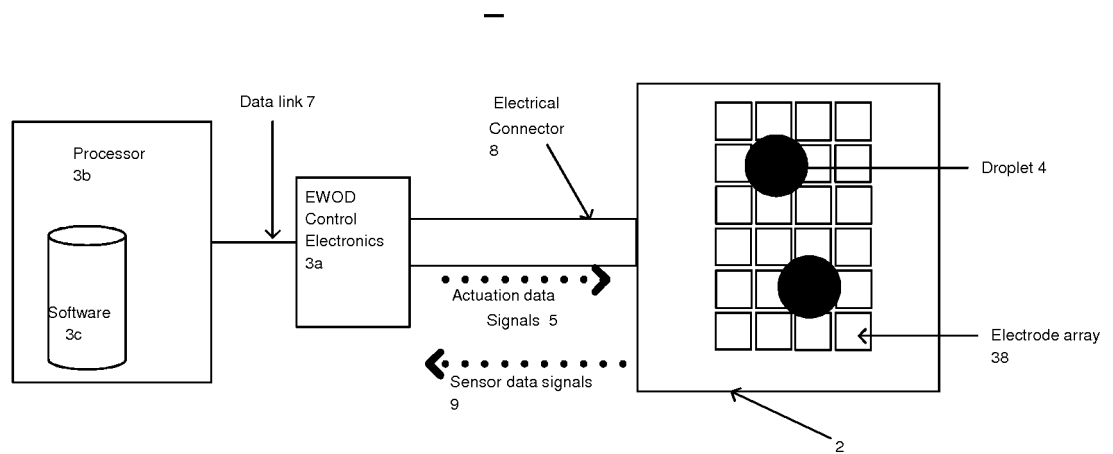 Data link 7
Electrical
Connector
8
Processor
3b
Software
3c
EWOD
Control
Electronics
3a
Actuation data
Signals 5
Sensor data signals
9
Droplet 4
Electrode array
38
2